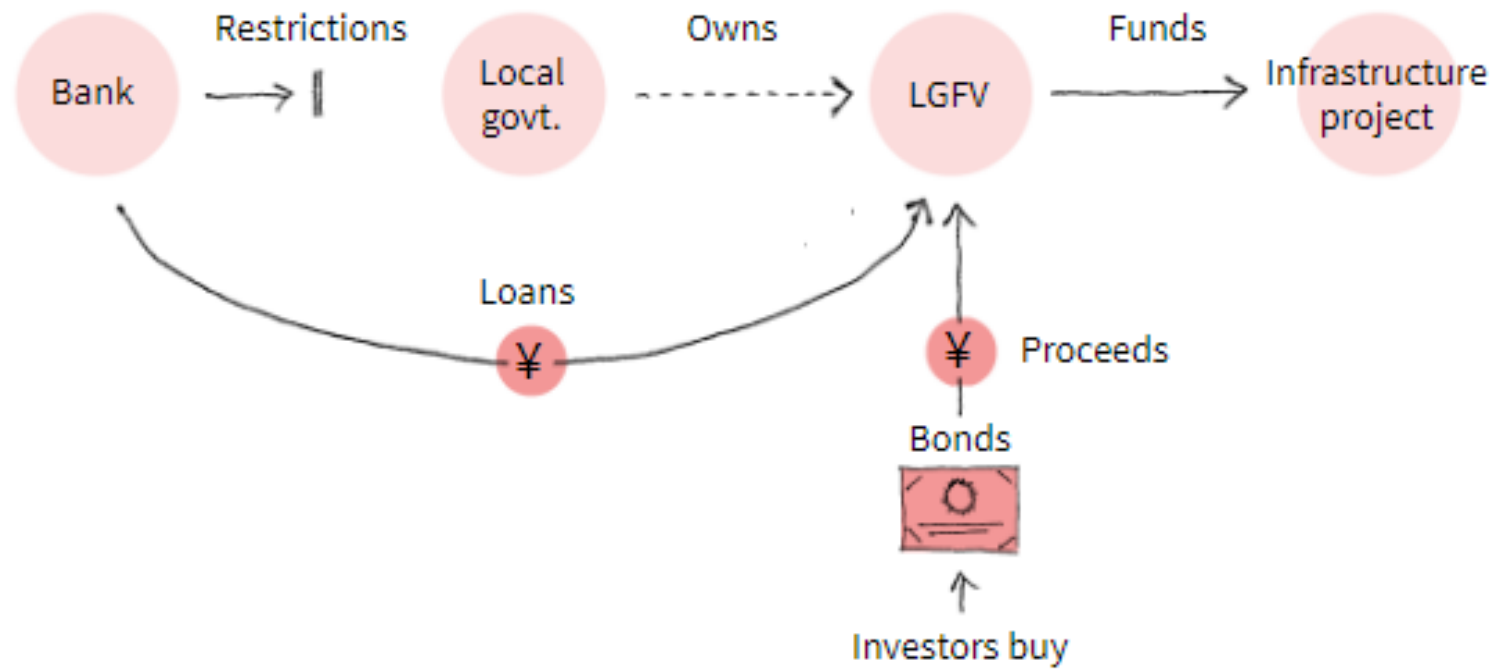 Restrictions
Owns
Funds
Bank
Local
govt.
LGFV
Infrastructure
project
Loans
¥
¥
Proceeds
Bonds
Investors buy